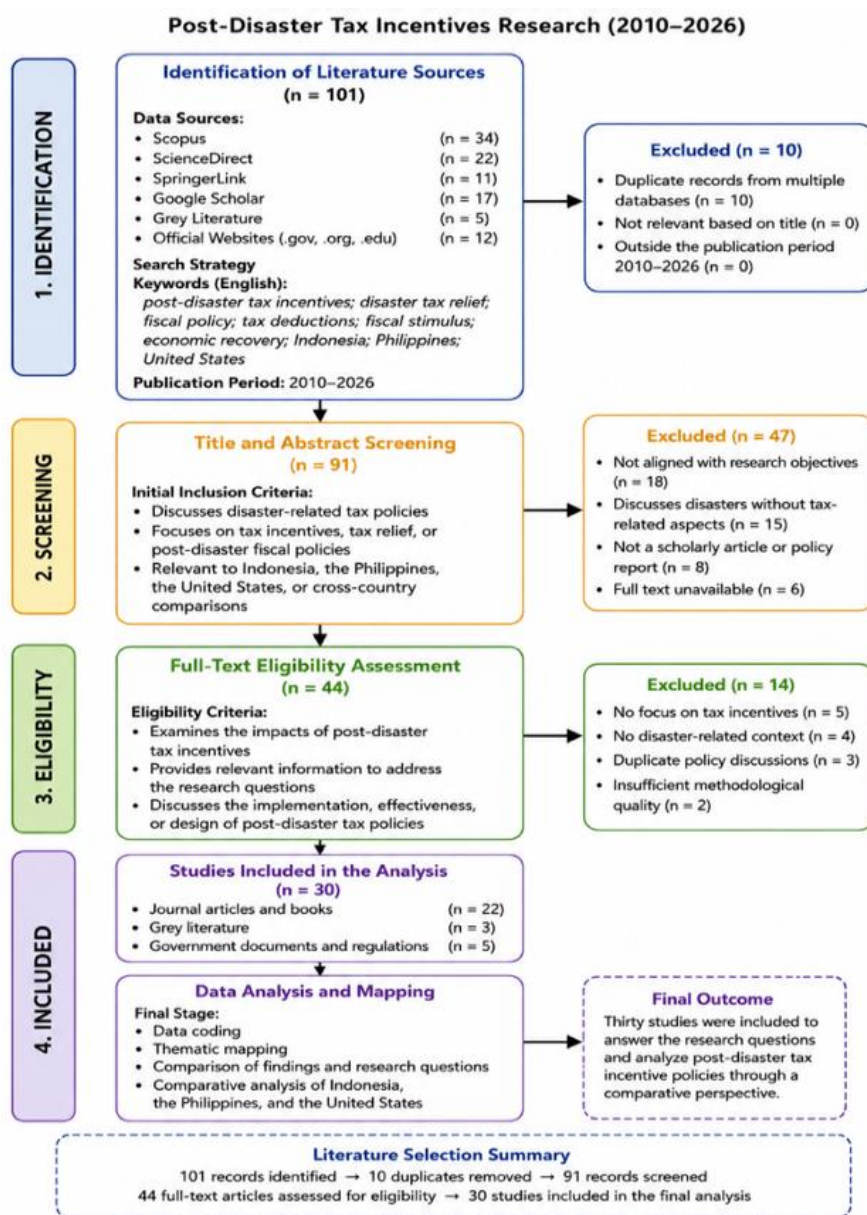 Post-Disaster Tax Incentives Research (2010–2026)
1. IDENTIFICATION
Identification of Literature Sources
(n = 101)
Data Sources:
• Scopus (n = 34)
• ScienceDirect (n = 22)
• SpringerLink (n = 11)
• Google Scholar (n = 17)
• Grey Literature (n = 5)
• Official Websites (.gov, .org, .edu) (n = 12)
Search Strategy
Keywords (English):
post-disaster tax incentives; disaster tax relief;
fiscal policy; tax deductions; fiscal stimulus;
economic recovery; Indonesia; Philippines;
United States
Publication Period: 2010–2026
Excluded (n = 10)
• Duplicate records from multiple
databases (n = 10)
• Not relevant based on title (n = 0)
• Outside the publication period
2010–2026 (n = 0)
2. SCREENING
Title and Abstract Screening
(n = 91)
Initial Inclusion Criteria:
• Discusses disaster-related tax policies
• Focuses on tax incentives, tax relief, or
post-disaster fiscal policies
• Relevant to Indonesia, the Philippines,
the United States, or cross-country
comparisons
Excluded (n = 47)
• Not aligned with research objectives
(n = 18)
• Discusses disasters without tax-
related aspects (n = 15)
• Not a scholarly article or policy
report (n = 8)
• Full text unavailable (n = 6)
3. ELIGIBILITY
Full-Text Eligibility Assessment
(n = 44)
Eligibility Criteria:
• Examines the impacts of post-disaster
tax incentives
• Provides relevant information to address
the research questions
• Discusses the implementation, effectiveness,
or design of post-disaster tax policies
Excluded (n = 14)
• No focus on tax incentives (n = 5)
• No disaster-related context (n = 4)
• Duplicate policy discussions (n = 3)
• Insufficient methodological
quality (n = 2)
4. INCLUDED
Studies Included in the Analysis
(n = 30)
• Journal articles and books (n = 22)
• Grey literature (n = 3)
• Government documents and regulations (n = 5)
Data Analysis and Mapping
Final Stage:
• Data coding
• Thematic mapping
• Comparison of findings and research questions
• Comparative analysis of Indonesia,
the Philippines, and the United States
Final Outcome
Thirty studies were included to
answer the research questions
and analyze post-disaster tax
incentive policies through a
comparative perspective.
Literature Selection Summary
101 records identified → 10 duplicates removed → 91 records screened
44 full-text articles assessed for eligibility → 30 studies included in the final analysis